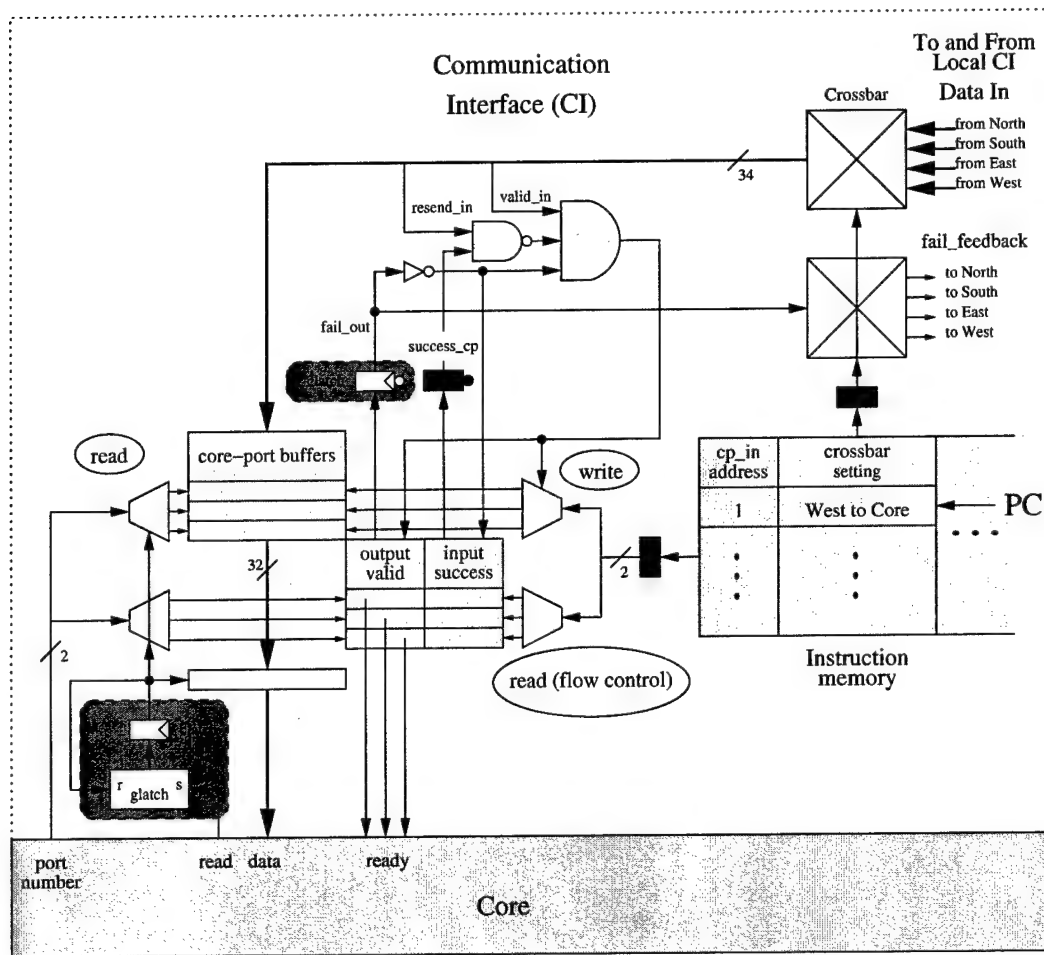 Communication
Interface (CI)
To and From
Local CI
Data In
Crossbar
from North
from South
from East
from West
34
resend_in
valid_in
fail_feedback
to North
to South
to East
to West
fail_out
success_cp
read
core-port buffers
write
cp_in
address
crossbar
setting
1
West to Core
PC
32
output
valid
input
success
2
2
read (flow control)
Instruction
memory
r
glatch
s
port
number
read
data
ready
Core